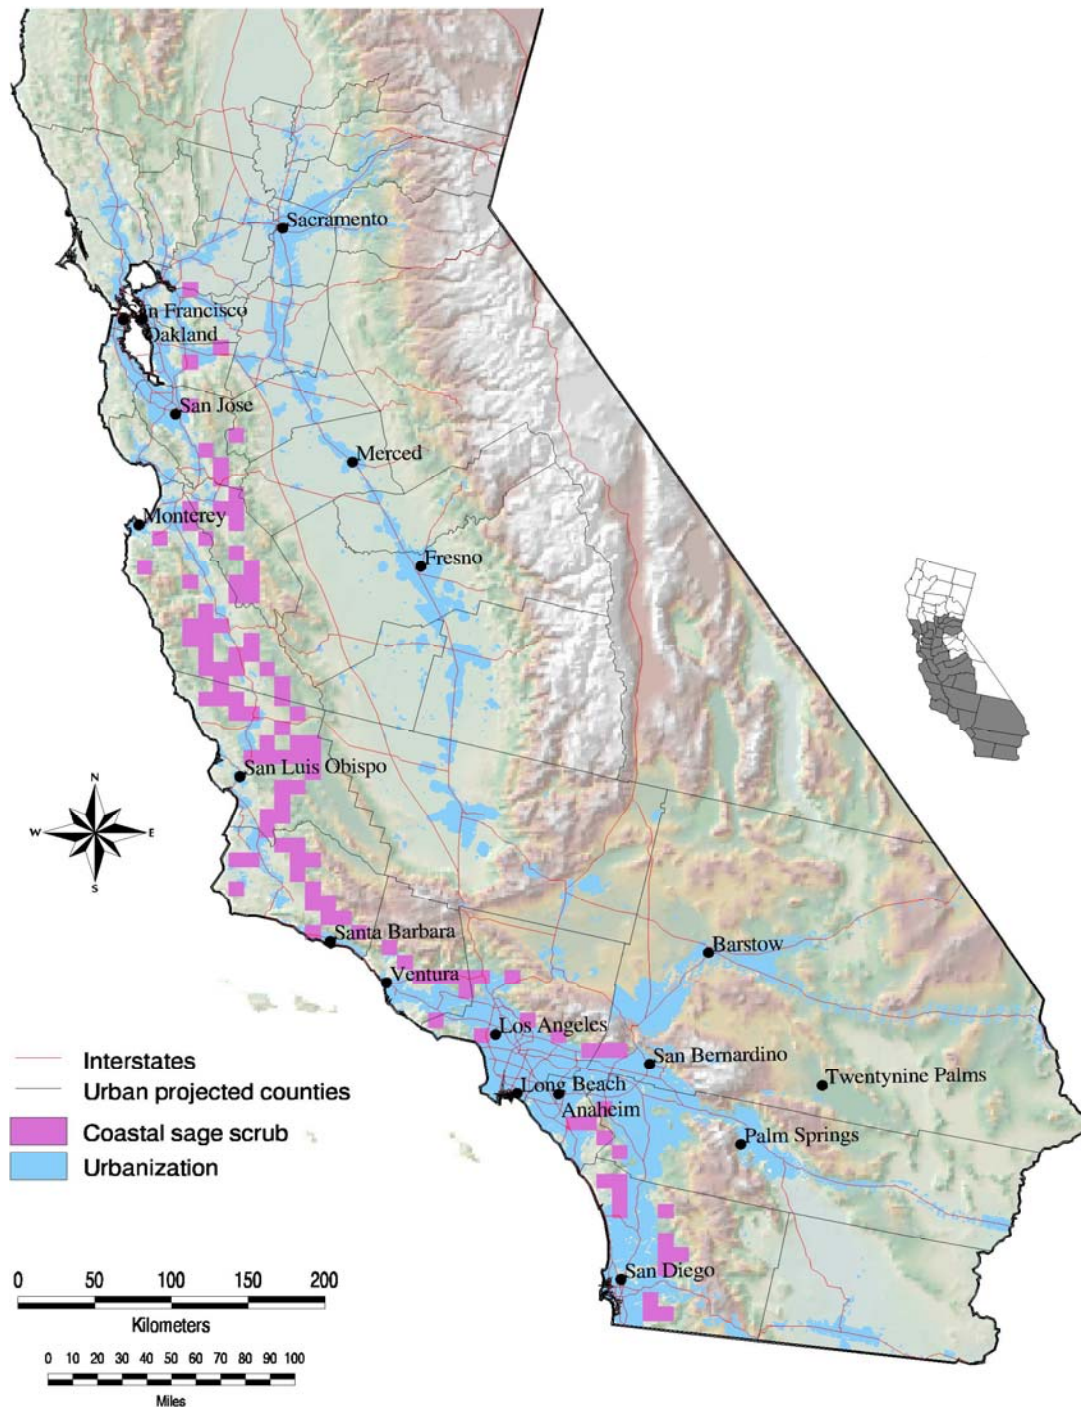 Sacramento
San Francisco
Oakland
San Jose
Merced
Monterey
Fresno
San Luis Obispo
N
W E
S
Santa Barbara
Barstow
Ventura
Los Angeles
San Bernardino
Interstates
Twentynine Palms
Urban projected counties
Long Beach
Anaheim
Coastal sage scrub
Palm Springs
Urbanization
San Diego
0 50 100 150 200
Kilometers
0 10 20 30 40 50 60 70 80 90 100
Miles